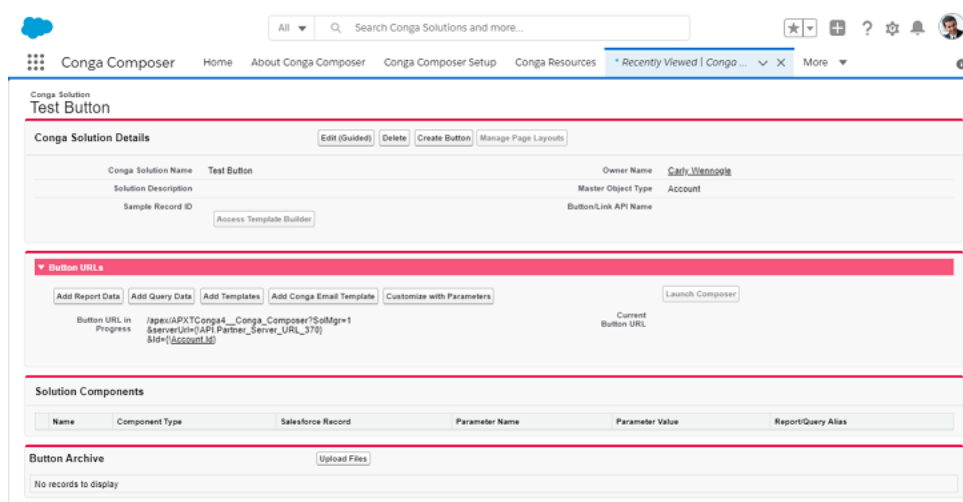 All
Search Conga Solutions and more...
Conga Composer Home About Conga Composer Conga Composer Setup Conga Resources * Recently Viewed | Conga ... More
Conga Solution
Test Button
Conga Solution Details Edit (Guided) Delete Create Button Manage Page Layouts
Conga Solution Name Test Button Owner Name Carly Wennogle
Solution Description Master Object Type Account
Sample Record ID Button/Link API Name
Access Template Builder
Button URLs
Add Report Data Add Query Data Add Templates Add Conga Email Template Customize with Parameters Launch Composer
Button URL in Progress /apex/APXTConga4__Conga_Composer?SolMgr=1 Current Button URL
&serverUrl={!API.Partner_Server_URL_370}
&Id={!Account.Id}
Solution Components
Name Component Type Salesforce Record Parameter Name Parameter Value Report/Query Alias
Button Archive Upload Files
No records to display